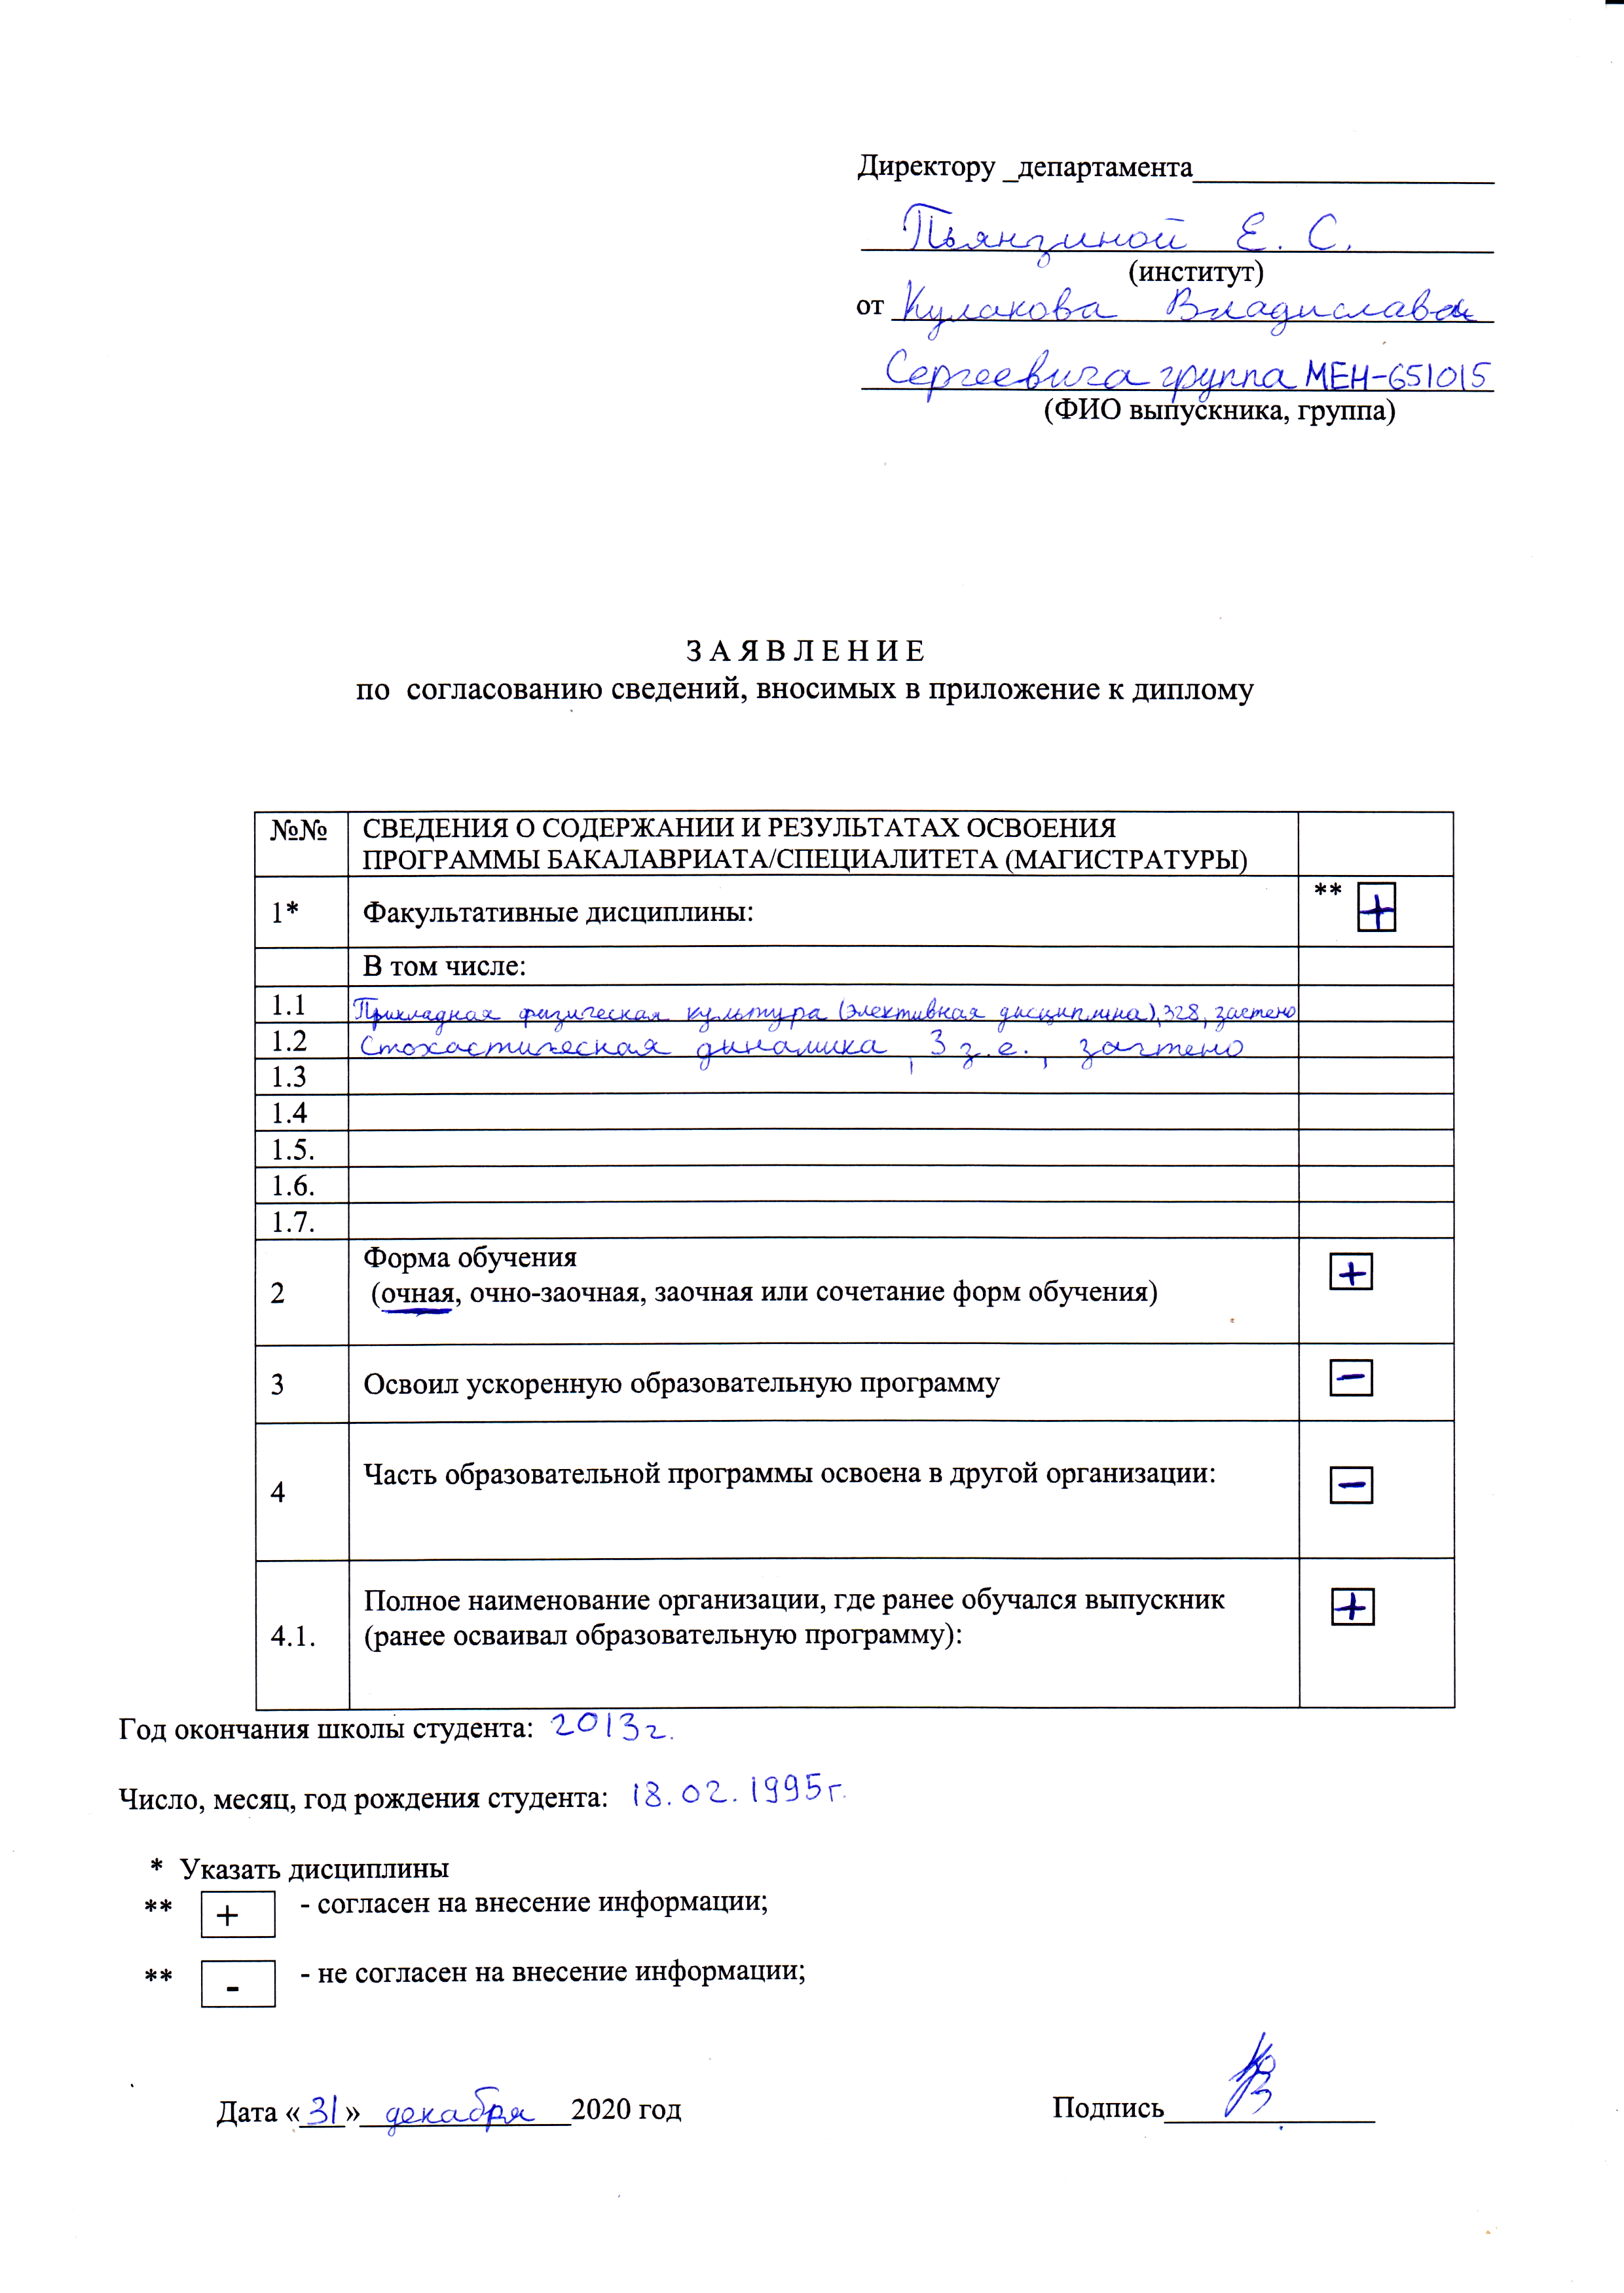 Директору _департамента
Пьянзиной Е. С.
(институт)
от Кулакова Владислава
Сергеевича группа МЕН-651015
(ФИО выпускника, группа)
З А Я В Л Е Н И Е
по согласованию сведений, вносимых в приложение к диплому
№№ СВЕДЕНИЯ О СОДЕРЖАНИИ И РЕЗУЛЬТАТАХ ОСВОЕНИЯ
ПРОГРАММЫ БАКАЛАВРИАТА/СПЕЦИАЛИТЕТА (МАГИСТРАТУРЫ)
1* Факультативные дисциплины: ** +
В том числе:
1.1 Прикладная физическая культура (элективная дисциплина), 328, зачтено
1.2 Стохастическая динамика, 3 з.е., зачтено
1.3
1.4
1.5.
1.6.
1.7.
Форма обучения
2 (очная, очно-заочная, заочная или сочетание форм обучения) +
3 Освоил ускоренную образовательную программу -
4 Часть образовательной программы освоена в другой организации: -
Полное наименование организации, где ранее обучался выпускник +
4.1. (ранее осваивал образовательную программу):
Год окончания школы студента: 2013г.
Число, месяц, год рождения студента: 18.02.1995г.
* Указать дисциплины
** + - согласен на внесение информации;
** - - не согласен на внесение информации;
Дата «31» декабря 2020 год Подпись